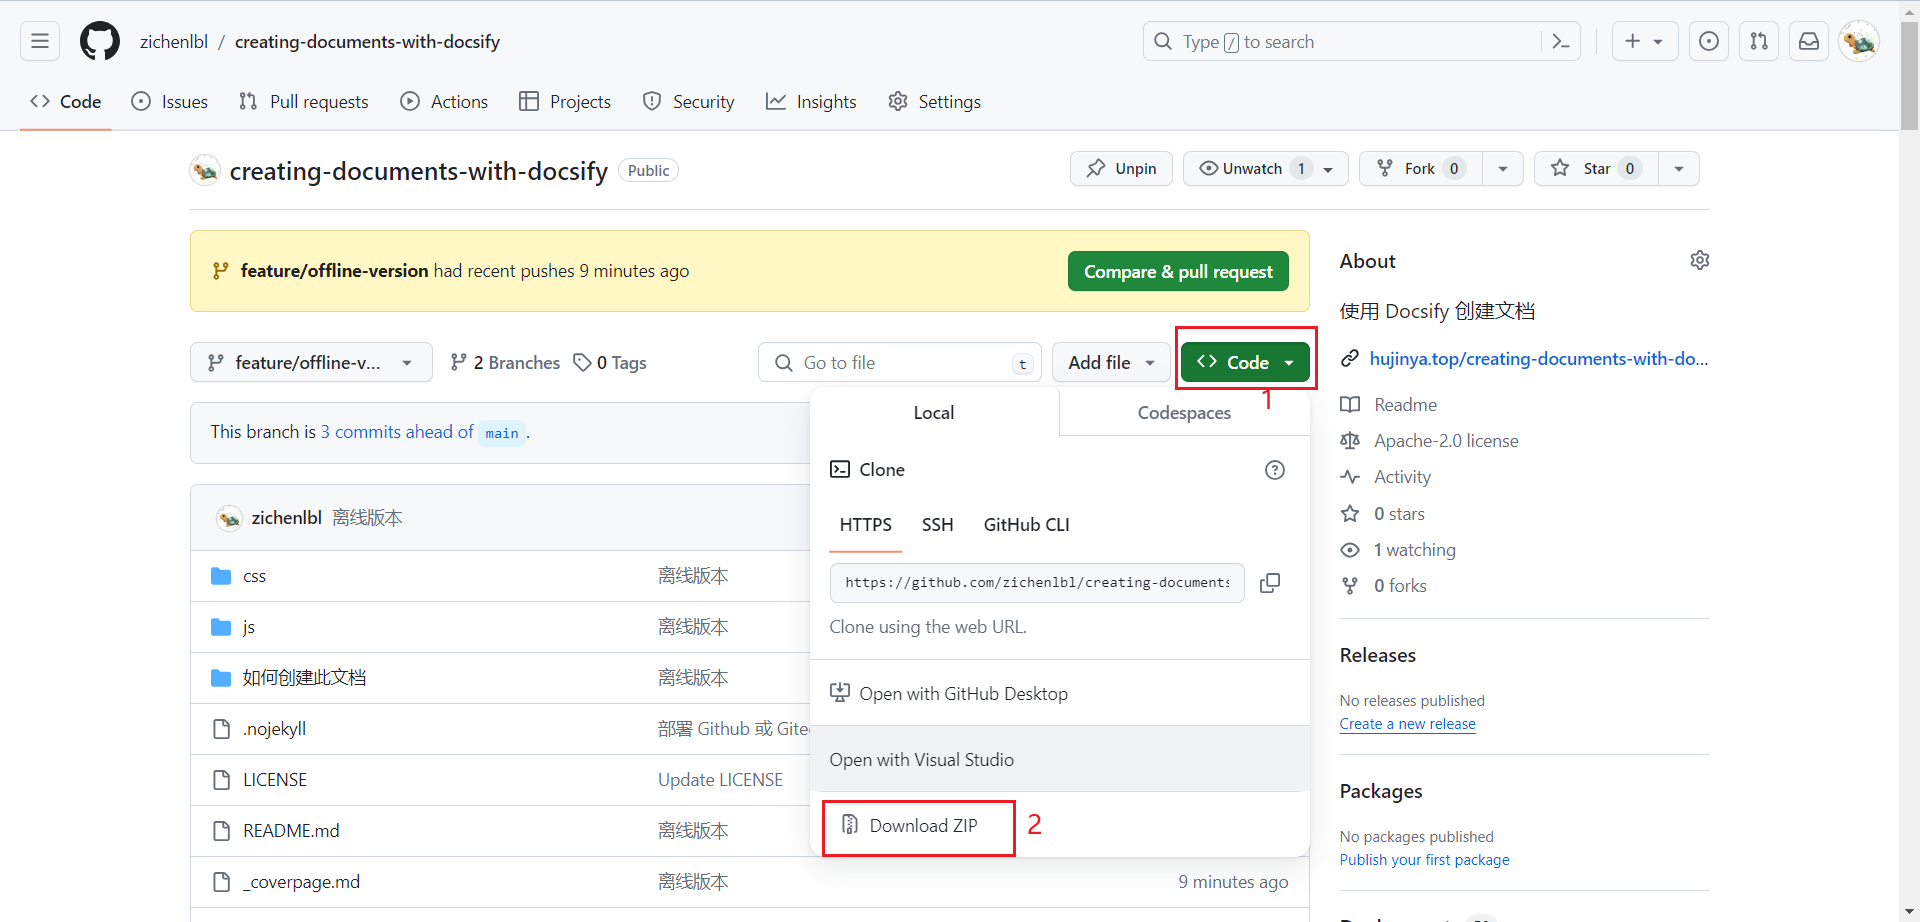 zichenlbl / creating-documents-with-docsify
Type / to search
Code Issues Pull requests Actions Projects Security Insights Settings
creating-documents-with-docsify Public
Unpin Unwatch 1 Fork 0 Star 0
feature/offline-version had recent pushes 9 minutes ago
Compare & pull request
feature/offline-v... 2 Branches 0 Tags
Go to file t
Add file
Code
1
This branch is 3 commits ahead of main .
zichenlbl 离线版本
css 离线版本
js 离线版本
如何创建此文档 离线版本
.nojekyll 部署 Github 或 Gite
LICENSE Update LICENSE
README.md 离线版本
_coverpage.md 离线版本 9 minutes ago
Local Codespaces
Clone
HTTPS SSH GitHub CLI
https://github.com/zichenlbl/creating-documents
Clone using the web URL.
Open with GitHub Desktop
Open with Visual Studio
Download ZIP
2
About
使用 Docsify 创建文档
hujinya.top/creating-documents-with-do...
Readme
Apache-2.0 license
Activity
0 stars
1 watching
0 forks
Releases
No releases published
Create a new release
Packages
No packages published
Publish your first package